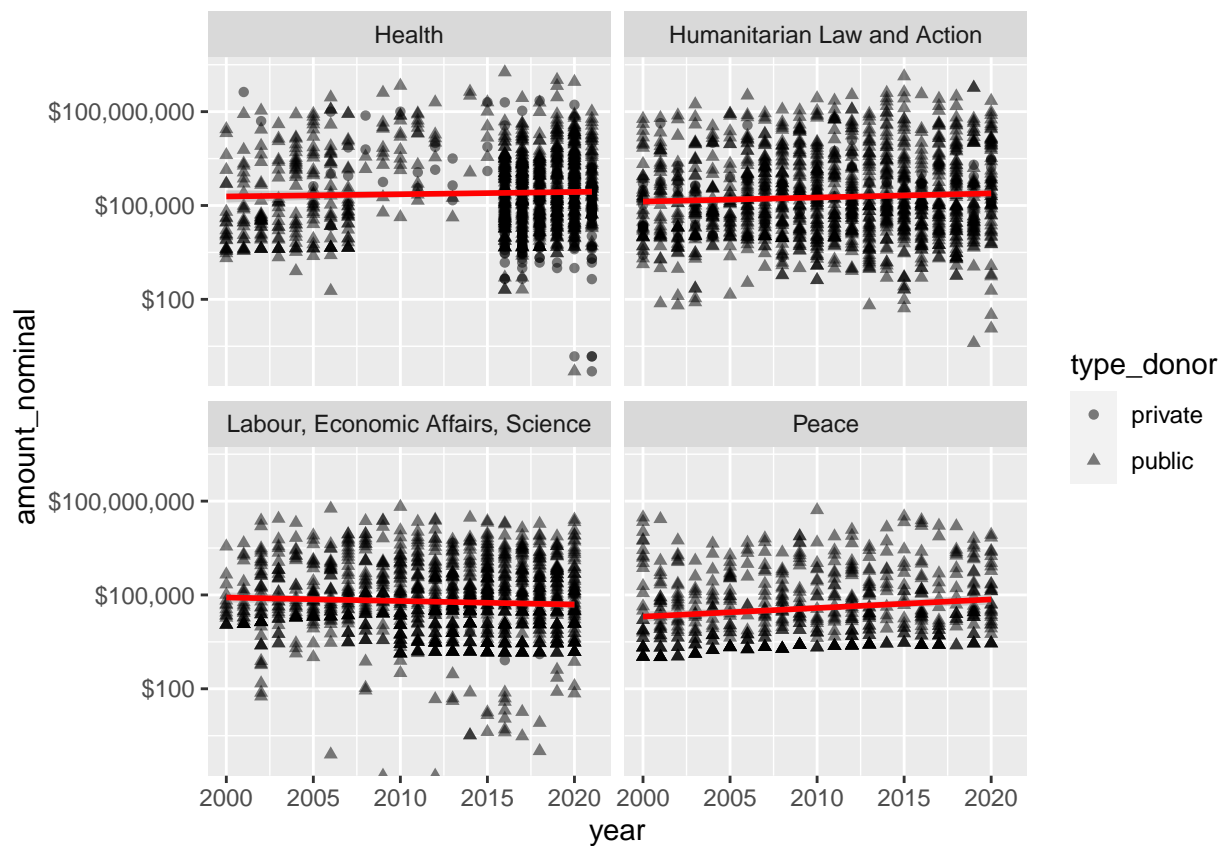 Health
Humanitarian Law and Action
$100,000,000
$100,000
$100
Labour, Economic Affairs, Science
Peace
$100,000,000
$100,000
$100
amount_nominal
2000 2005 2010 2015 2020
2000 2005 2010 2015 2020
year
type_donor
private
public